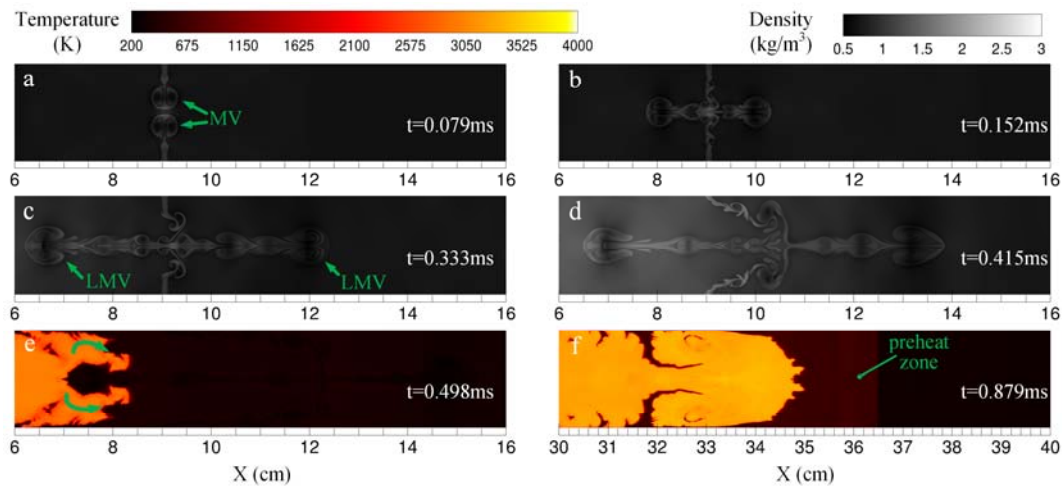 Temperature
(K)
200 675 1150 1625 2100 2575 3050 3525 4000
Density
(kg/m³)
0.5 1 1.5 2 2.5 3
a
MV
t=0.079ms
6 8 10 12 14 16
b
t=0.152ms
6 8 10 12 14 16
c
LMV
LMV
t=0.333ms
6 8 10 12 14 16
d
t=0.415ms
6 8 10 12 14 16
e
t=0.498ms
6 8 10 12 14 16
X (cm)
f
preheat
zone
t=0.879ms
30 31 32 33 34 35 36 37 38 39 40
X (cm)